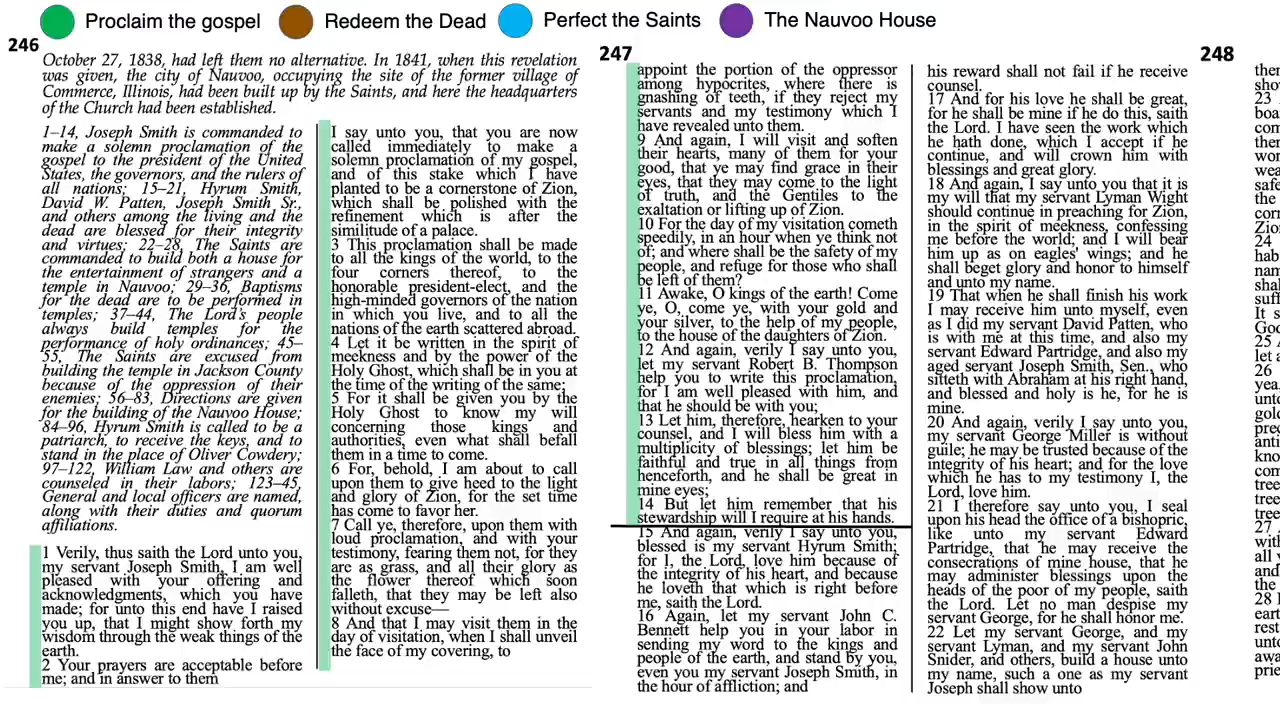 Proclaim the gospel
Redeem the Dead
Perfect the Saints
The Nauvoo House
246
October 27, 1838, had left them no alternative. In 1841, when this revelation
was given, the city of Nauvoo, occupying the site of the former village of
Commerce, Illinois, had been built up by the Saints, and here the headquarters
of the Church had been established.
1–14, Joseph Smith is commanded to
make a solemn proclamation of the
gospel to the president of the United
States, the governors, and the rulers of
all nations; 15–21, Hyrum Smith,
David W. Patten, Joseph Smith Sr.,
and others among the living and the
dead are blessed for their integrity
and virtues; 22–28, The Saints are
commanded to build both a house for
the entertainment of strangers and a
temple in Nauvoo; 29–36, Baptisms
for the dead are to be performed in
temples; 37–44, The Lord's people
always build temples for the
performance of holy ordinances; 45–
55, The Saints are excused from
building the temple in Jackson County
because of the oppression of their
enemies; 56–83, Directions are given
for the building of the Nauvoo House;
84–96, Hyrum Smith is called to be a
patriarch, to receive the keys, and to
stand in the place of Oliver Cowdery;
97–122, William Law and others are
counseled in their labors; 123–45,
General and local officers are named,
along with their duties and quorum
affiliations.
1 Verily, thus saith the Lord unto you,
my servant Joseph Smith, I am well
pleased with your offering and
acknowledgments, which you have
made; for unto this end have I raised
you up, that I might show forth my
wisdom through the weak things of the
earth.
2 Your prayers are acceptable before
me; and in answer to them
I say unto you, that you are now
called immediately to make a
solemn proclamation of my gospel,
and of this stake which I have
planted to be a cornerstone of Zion,
which shall be polished with the
refinement which is after the
similitude of a palace.
3 This proclamation shall be made
to all the kings of the world, to the
four corners thereof, to the
honorable president-elect, and the
high-minded governors of the nation
in which you live, and to all the
nations of the earth scattered abroad.
4 Let it be written in the spirit of
meekness and by the power of the
Holy Ghost, which shall be in you at
the time of the writing of the same;
5 For it shall be given you by the
Holy Ghost to know my will
concerning those kings and
authorities, even what shall befall
them in a time to come.
6 For, behold, I am about to call
upon them to give heed to the light
and glory of Zion, for the set time
has come to favor her.
7 Call ye, therefore, upon them with
loud proclamation, and with your
testimony, fearing them not, for they
are as grass, and all their glory as
the flower thereof which soon
falleth, that they may be left also
without excuse—
8 And that I may visit them in the
day of visitation, when I shall unveil
the face of my covering, to
247
appoint the portion of the oppressor
among hypocrites, where there is
gnashing of teeth, if they reject my
servants and my testimony which I
have revealed unto them.
9 And again, I will visit and soften
their hearts, many of them for your
good, that ye may find grace in their
eyes, that they may come to the light
of truth, and the Gentiles to the
exaltation or lifting up of Zion.
10 For the day of my visitation cometh
speedily, in an hour when ye think not
of; and where shall be the safety of my
people, and refuge for those who shall
be left of them?
11 Awake, O kings of the earth! Come
ye, O, come ye, with your gold and
your silver, to the help of my people,
to the house of the daughters of Zion.
12 And again, verily I say unto you,
let my servant Robert B. Thompson
help you to write this proclamation,
for I am well pleased with him, and
that he should be with you;
13 Let him, therefore, hearken to your
counsel, and I will bless him with a
multiplicity of blessings; let him be
faithful and true in all things from
henceforth, and he shall be great in
mine eyes;
14 But let him remember that his
stewardship will I require at his hands.
15 And again, verily I say unto you,
blessed is my servant Hyrum Smith;
for I, the Lord, love him because of
the integrity of his heart, and because
he loveth that which is right before
me, saith the Lord.
16 Again, let my servant John C.
Bennett help you in your labor in
sending my word to the kings and
people of the earth, and stand by you,
even you my servant Joseph Smith, in
the hour of affliction; and
his reward shall not fail if he receive
counsel.
17 And for his love he shall be great,
for he shall be mine if he do this, saith
the Lord. I have seen the work which
he hath done, which I accept if he
continue, and will crown him with
blessings and great glory.
18 And again, I say unto you that it is
my will that my servant Lyman Wight
should continue in preaching for Zion,
in the spirit of meekness, confessing
me before the world; and I will bear
him up as on eagles' wings; and he
shall beget glory and honor to himself
and unto my name.
19 That when he shall finish his work
I may receive him unto myself, even
as I did my servant David Patten, who
is with me at this time, and also my
servant Edward Partridge, and also my
aged servant Joseph Smith, Sen., who
sitteth with Abraham at his right hand,
and blessed and holy is he, for he is
mine.
20 And again, verily I say unto you,
my servant George Miller is without
guile; he may be trusted because of the
integrity of his heart; and for the love
which he has to my testimony I, the
Lord, love him.
21 I therefore say unto you, I seal
upon his head the office of a bishopric,
like unto my servant Edward
Partridge, that he may receive the
consecrations of mine house, that he
may administer blessings upon the
heads of the poor of my people, saith
the Lord. Let no man despise my
servant George, for he shall honor me.
22 Let my servant George, and my
servant Lyman, and my servant John
Snider, and others, build a house unto
my name, such a one as my servant
Joseph shall show unto
248
23
24
25
26
27
28